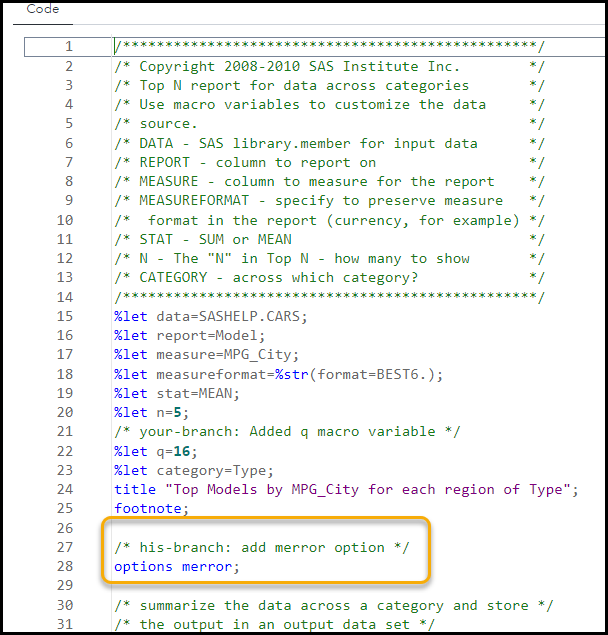 Code
1 /*************************************************/
2 /* Copyright 2008-2010 SAS Institute Inc. */
3 /* Top N report for data across categories */
4 /* Use macro variables to customize the data */
5 /* source. */
6 /* DATA - SAS library.member for input data */
7 /* REPORT - column to report on */
8 /* MEASURE - column to measure for the report */
9 /* MEASUREFORMAT - specify to preserve measure */
10 /*  format in the report (currency, for example) */
11 /* STAT - SUM or MEAN */
12 /* N - The "N" in Top N - how many to show */
13 /* CATEGORY - across which category? */
14 /*************************************************/
15 %let data=SASHELP.CARS;
16 %let report=Model;
17 %let measure=MPG_City;
18 %let measureformat=%str(format=BEST6.);
19 %let stat=MEAN;
20 %let n=5;
21 /* your-branch: Added q macro variable */
22 %let q=16;
23 %let category=Type;
24 title "Top Models by MPG_City for each region of Type";
25 footnote;
26
27 /* his-branch: add merror option */
28 options merror;
29
30 /* summarize the data across a category and store */
31 /* the output in an output data set */